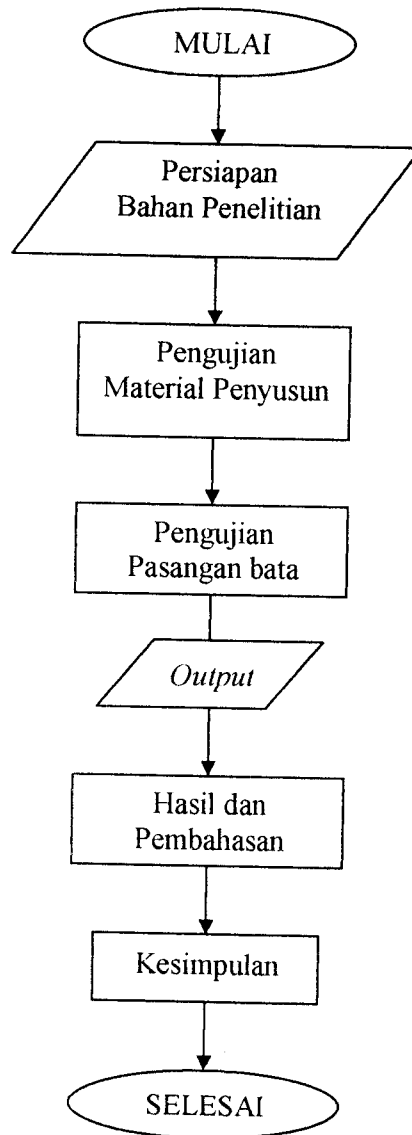 MULAI
Persiapan
Bahan Penelitian
Pengujian
Material Penyusun
Pengujian
Pasangan bata
Output
Hasil dan
Pembahasan
Kesimpulan
SELESAI